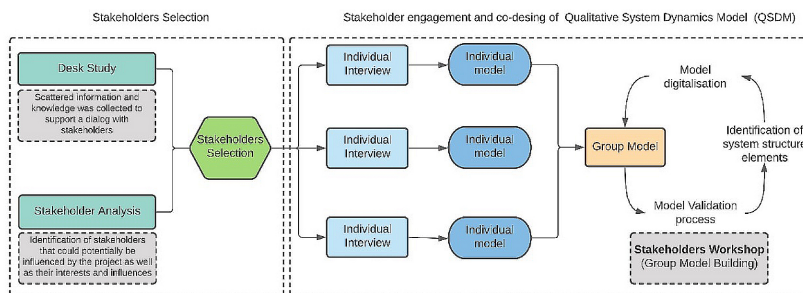 Stakeholders Selection
Stakeholder engagement and co-desing of Qualitative System Dynamics Model (QSDM)
Desk Study
Scattered information and
knowledge was collected to
support a dialog with
stakeholders
Stakeholder Analysis
Identification of stakeholders
that could potentially be
influenced by the project as well
as their interests and influences
Stakeholders
Selection
Individual
Interview
Individual
model
Individual
Interview
Individual
model
Individual
Interview
Individual
model
Group Model
Model
digitalisation
Identification of
system structure
elements
Model Validation
process
Stakeholders Workshop
(Group Model Building)